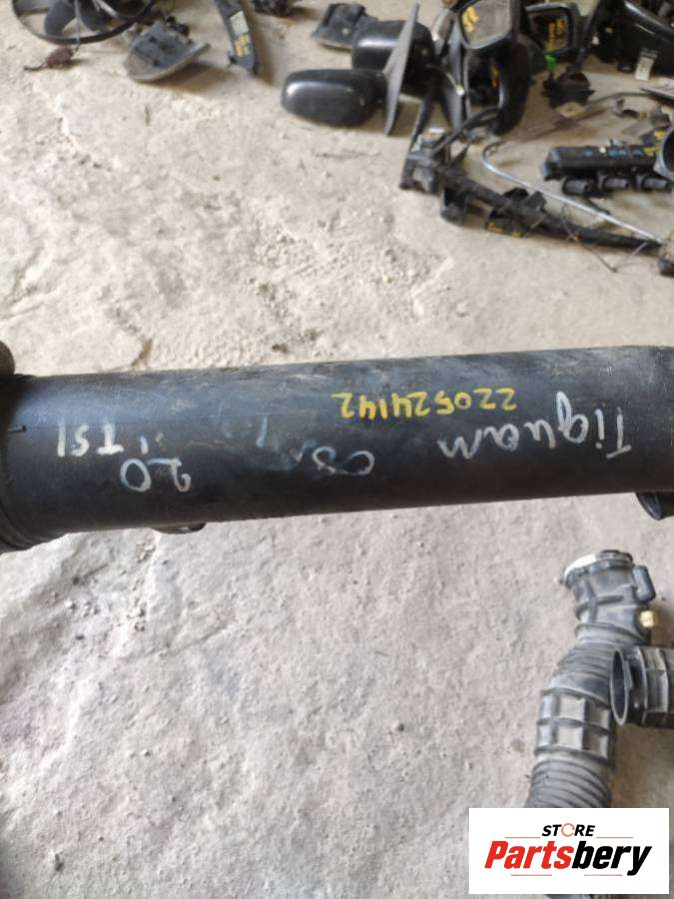 Tiguan
220524142
2.0
TSI
STORE
Partsbery